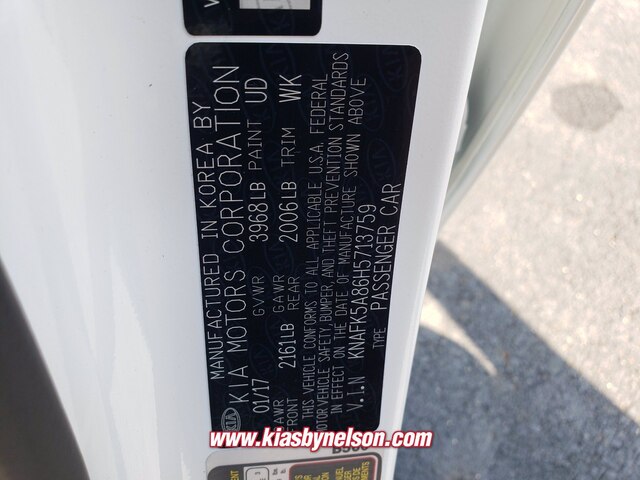 MANUFACTURED IN KOREA BY
KIA MOTORS CORPORATION
01/17 GVWR 3968LB PAINT UD
GAWR FRONT 2161LB GAWR REAR 2006LB TRIM WK
THIS VEHICLE CONFORMS TO ALL APPLICABLE U.S.A. FEDERAL
MOTOR VEHICLE SAFETY, BUMPER, AND THEFT PREVENTION STANDARDS
IN EFFECT ON THE DATE OF MANUFACTURE SHOWN ABOVE
V.I.N KNAFK5A86H5713759
TYPE PASSENGER CAR
KIA
www.kiasbynelson.com